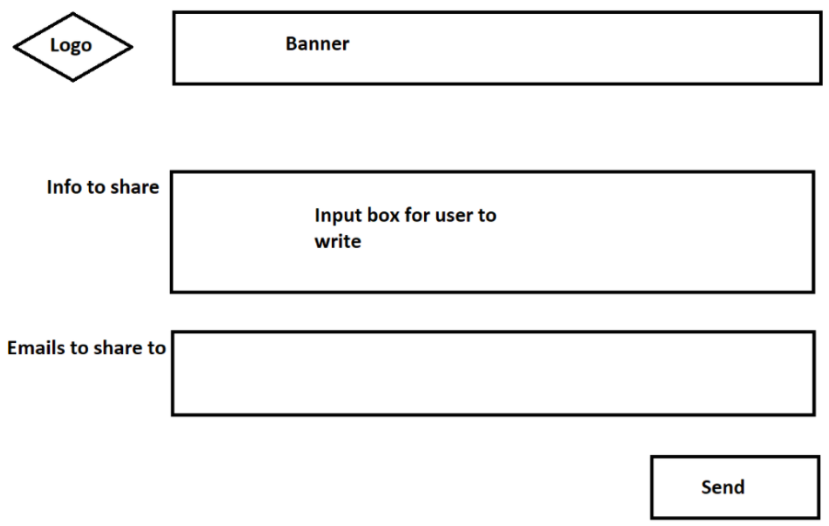 Logo
Banner
Info to share
Input box for user to
write
Emails to share to
Send